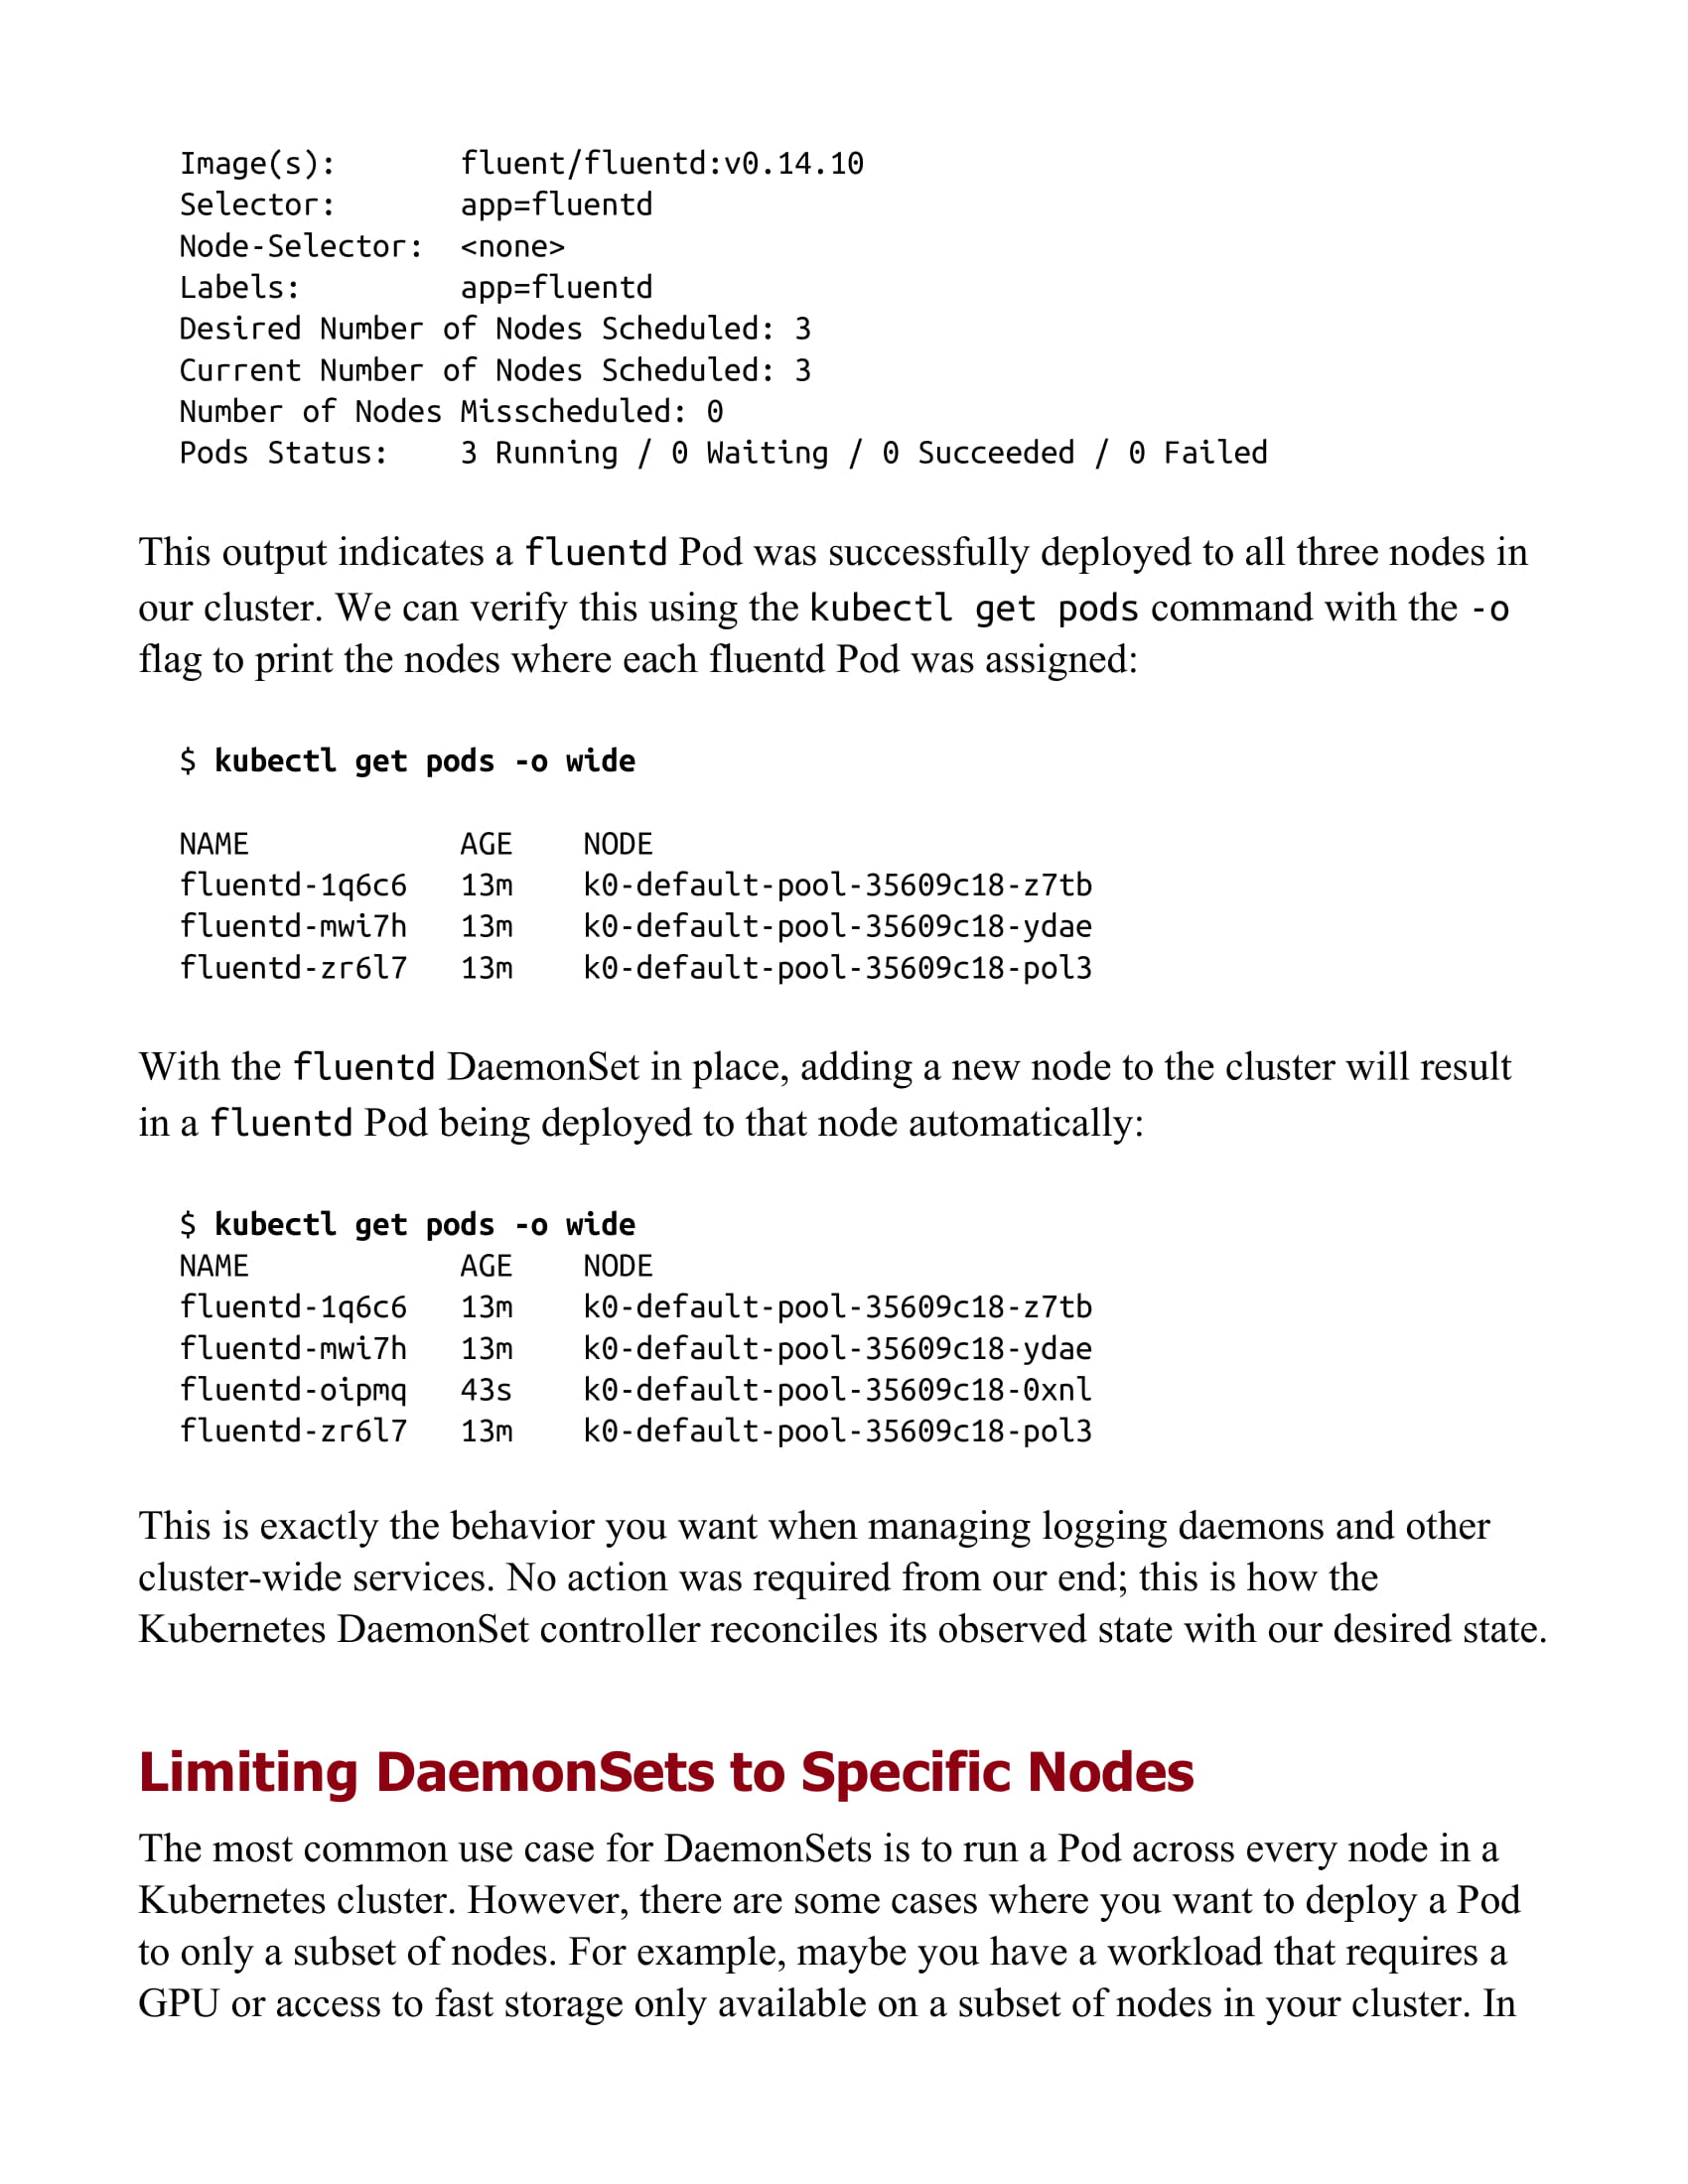 Image(s):       fluent/fluentd:v0.14.10
Selector:       app=fluentd
Node-Selector:  <none>
Labels:         app=fluentd
Desired Number of Nodes Scheduled: 3
Current Number of Nodes Scheduled: 3
Number of Nodes Misscheduled: 0
Pods Status:    3 Running / 0 Waiting / 0 Succeeded / 0 Failed
This output indicates a fluentd Pod was successfully deployed to all three nodes in
our cluster. We can verify this using the kubectl get pods command with the -o
flag to print the nodes where each fluentd Pod was assigned:
$ kubectl get pods -o wide
NAME            AGE    NODE
fluentd-1q6c6   13m    k0-default-pool-35609c18-z7tb
fluentd-mwi7h   13m    k0-default-pool-35609c18-ydae
fluentd-zr6l7   13m    k0-default-pool-35609c18-pol3
With the fluentd DaemonSet in place, adding a new node to the cluster will result
in a fluentd Pod being deployed to that node automatically:
$ kubectl get pods -o wide
NAME            AGE    NODE
fluentd-1q6c6   13m    k0-default-pool-35609c18-z7tb
fluentd-mwi7h   13m    k0-default-pool-35609c18-ydae
fluentd-oipmq   43s    k0-default-pool-35609c18-0xnl
fluentd-zr6l7   13m    k0-default-pool-35609c18-pol3
This is exactly the behavior you want when managing logging daemons and other
cluster-wide services. No action was required from our end; this is how the
Kubernetes DaemonSet controller reconciles its observed state with our desired state.
Limiting DaemonSets to Specific Nodes
The most common use case for DaemonSets is to run a Pod across every node in a
Kubernetes cluster. However, there are some cases where you want to deploy a Pod
to only a subset of nodes. For example, maybe you have a workload that requires a
GPU or access to fast storage only available on a subset of nodes in your cluster. In